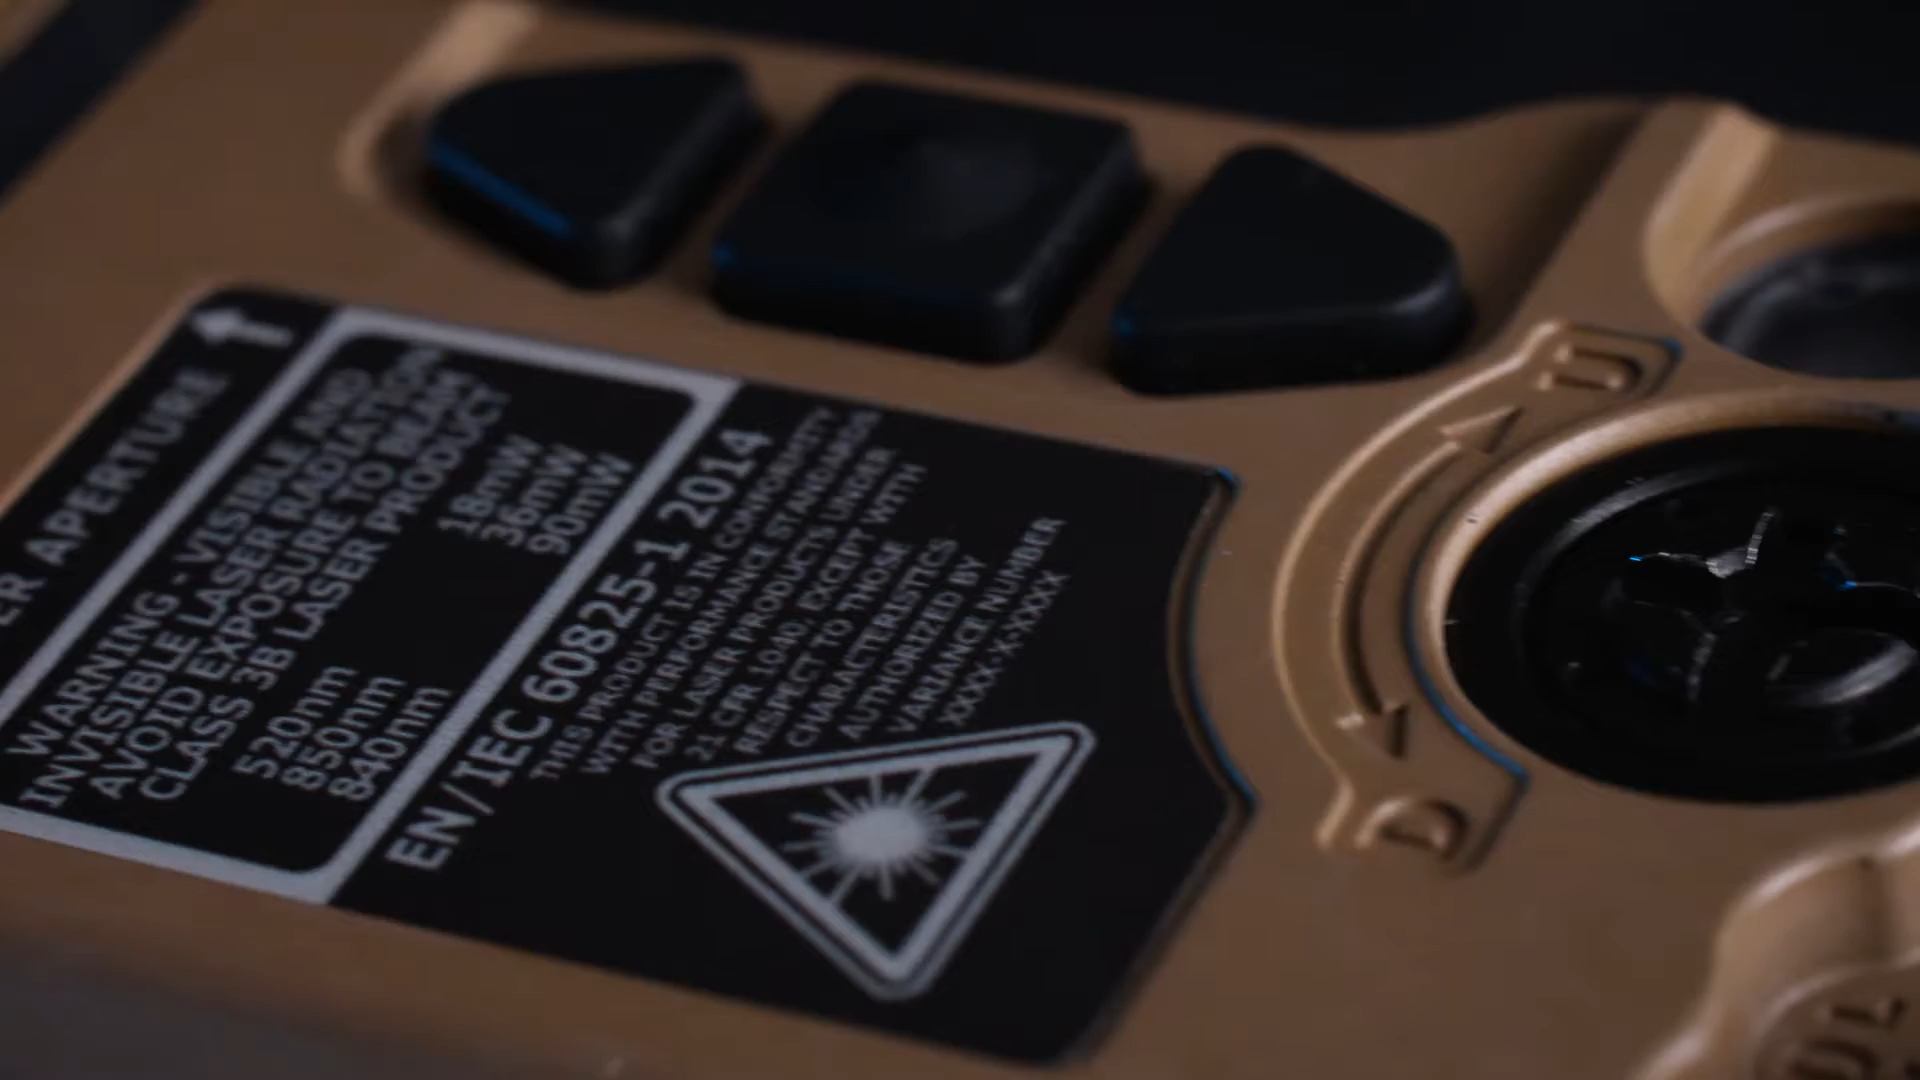 ER APERTURE
WARNING - VISIBLE AND
INVISIBLE LASER RADIATION
AVOID EXPOSURE TO BEAM
CLASS 3B LASER PRODUCT
520nm 18mW
850nm 36mW
840nm 90mW
EN/IEC 60825-1 2014
THIS PRODUCT IS IN CONFORMITY
WITH PERFORMANCE STANDARDS
FOR LASER PRODUCTS UNDER
21 CFR 1040, EXCEPT WITH
RESPECT TO THOSE
CHARACTERISTICS
AUTHORIZED BY
VARIANCE NUMBER
XXXX-X-XXXX
U
D